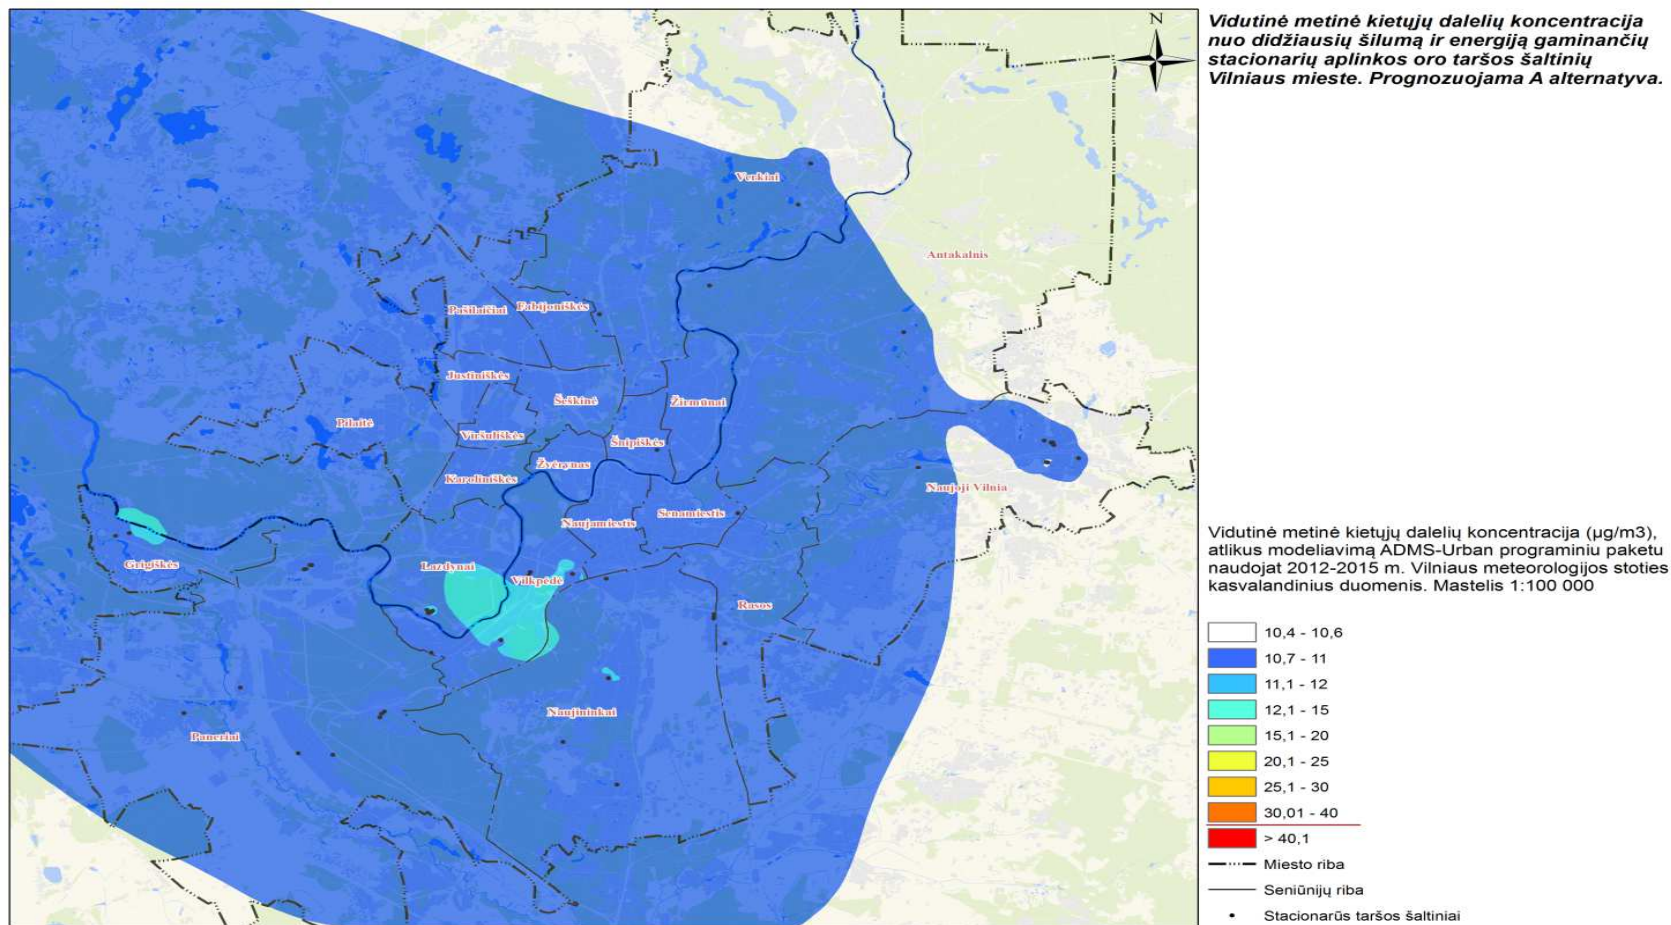 Vidutinė metinė kietųjų dalelių koncentracija
nuo didžiausių šilumą ir energiją gaminančių
stacionarių aplinkos oro taršos šaltinių
Vilniaus mieste. Prognozuojama A alternatyva.
N
Verkiai
Antakalnis
Pašilaičiai
Fabijoniškės
Justiniškės
Šeškinė
Žirmūnai
Pilaitė
Viršuliškės
Šnipiškės
Žvėrynas
Karoliniškės
Naujoji Vilnia
Naujamiestis
Senamiestis
Grigiškės
Lazdynai
Vilkpėdė
Rasos
Naujininkai
Paneriai
Vidutinė metinė kietųjų dalelių koncentracija (µg/m3),
atlikus modeliavimą ADMS-Urban programiniu paketu
naudojat 2012-2015 m. Vilniaus meteorologijos stoties
kasvalandinius duomenis. Mastelis 1:100 000
10,4 - 10,6
10,7 - 11
11,1 - 12
12,1 - 15
15,1 - 20
20,1 - 25
25,1 - 30
30,01 - 40
> 40,1
Miesto riba
Seniūnijų riba
Stacionarūs taršos šaltiniai